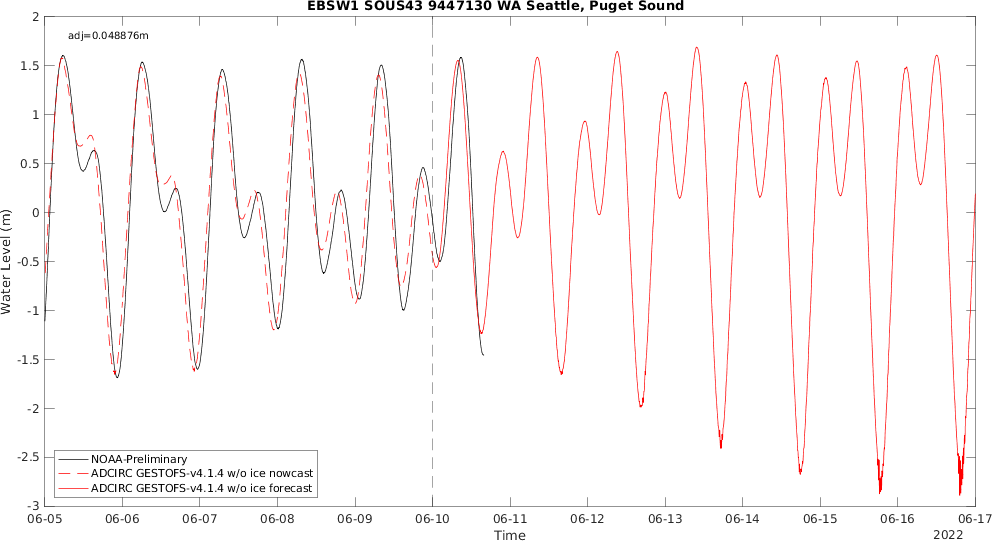 EBSW1 SOUS43 9447130 WA Seattle, Puget Sound
adj=0.048876m
2
1.5
1
0.5
0
-0.5
-1
-1.5
-2
-2.5
-3
Water Level (m)
NOAA-Preliminary
ADCIRC GESTOFS-v4.1.4 w/o ice nowcast
ADCIRC GESTOFS-v4.1.4 w/o ice forecast
06-05 06-06 06-07 06-08 06-09 06-10 06-11 06-12 06-13 06-14 06-15 06-16 06-17
Time
2022